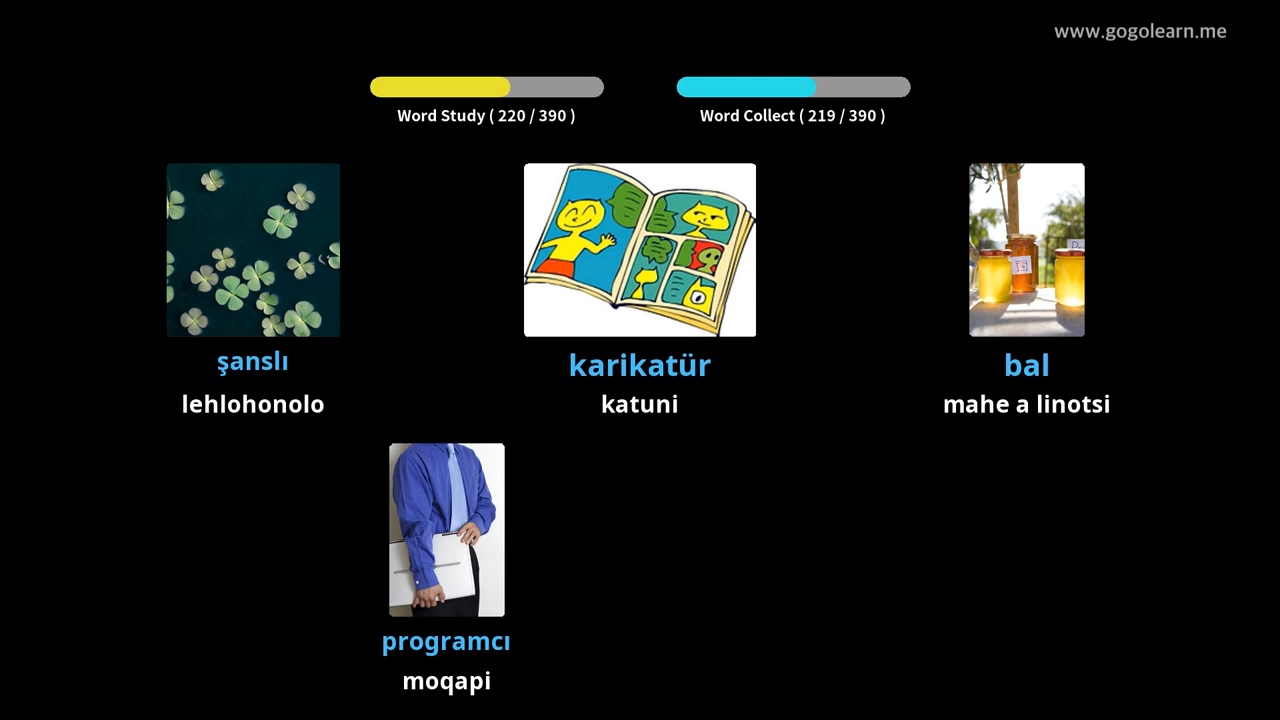 www.gogolearn.me
Word Study ( 220 / 390 )
Word Collect ( 219 / 390 )
şanslı
lehlohonolo
karikatür
katuni
bal
mahe a linotsi
programcı
moqapi